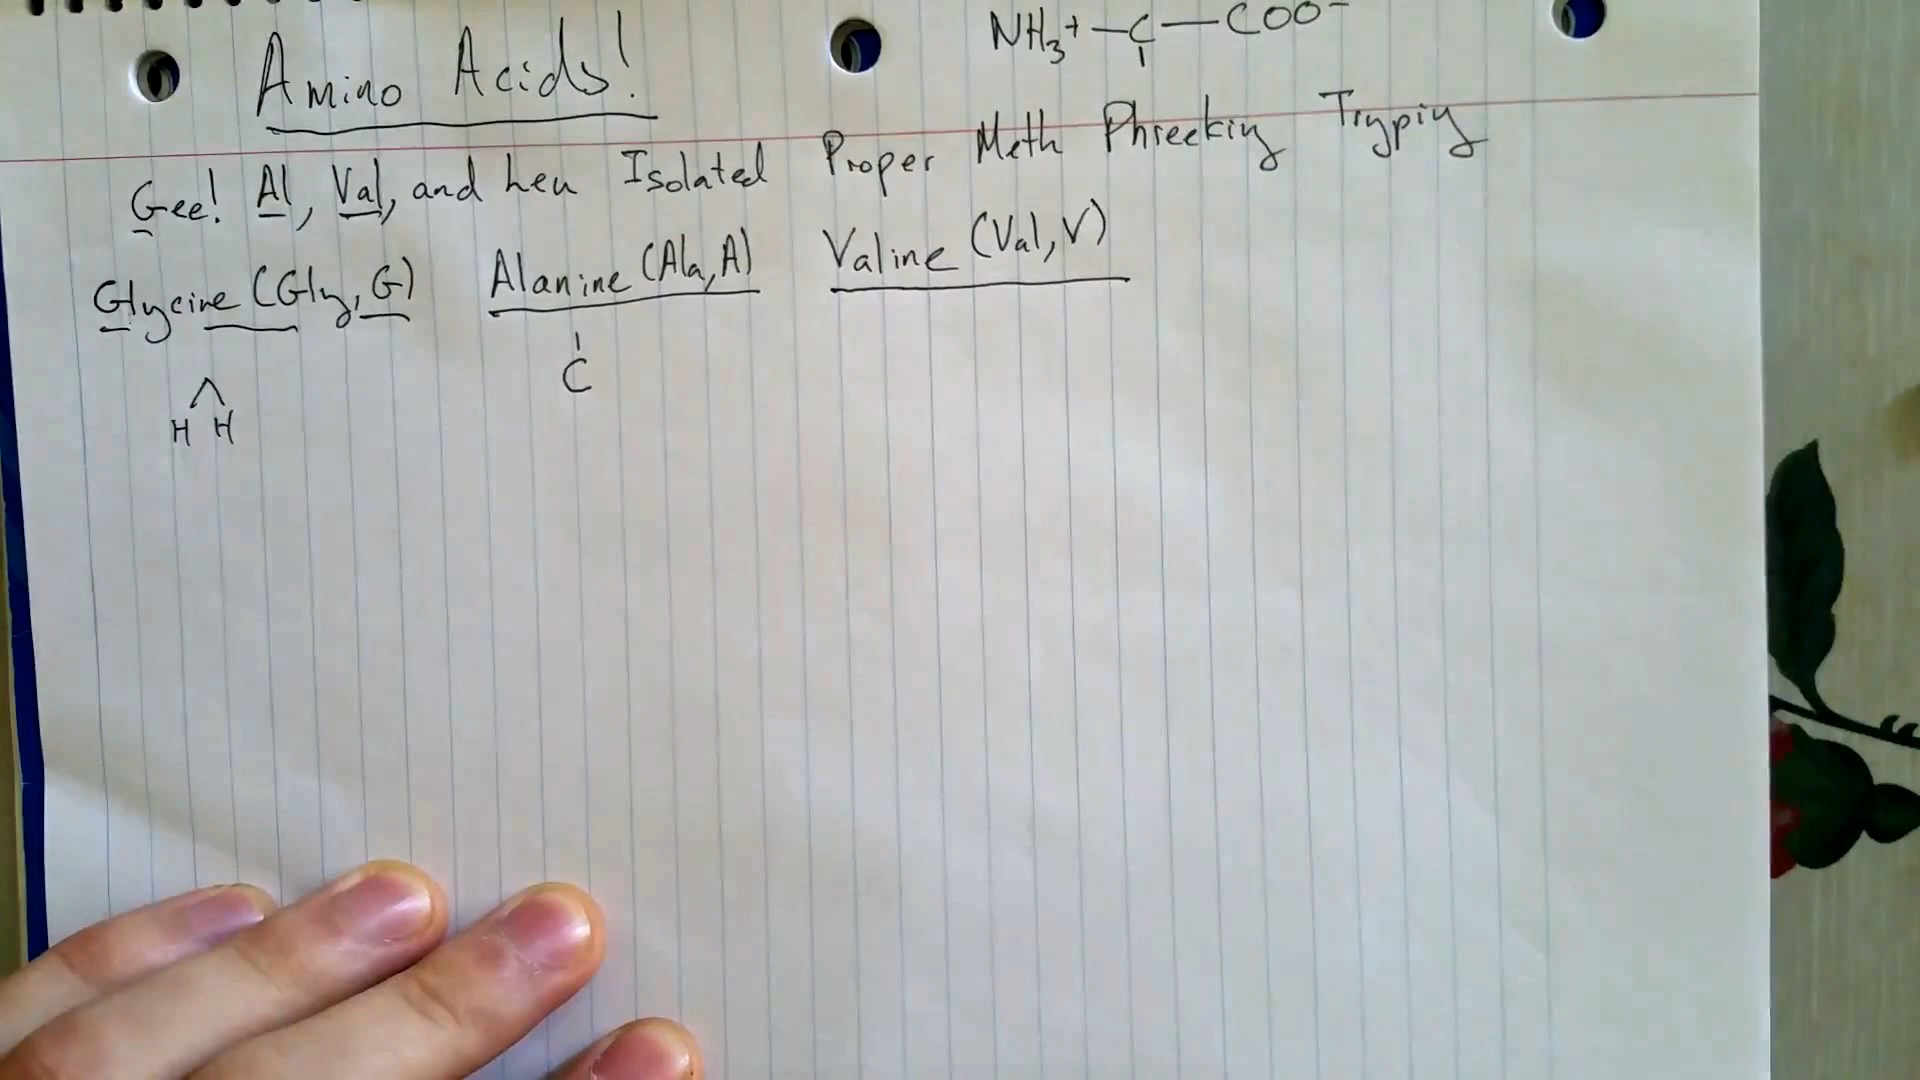 Amino Acids!
NH3+ — C — COO-
Gee! Al, Val, and Leu Isolated Proper Meth Phreeking Tryping
Glycine (Gly, G) Alanine (Ala, A) Valine (Val, V)
C
H H